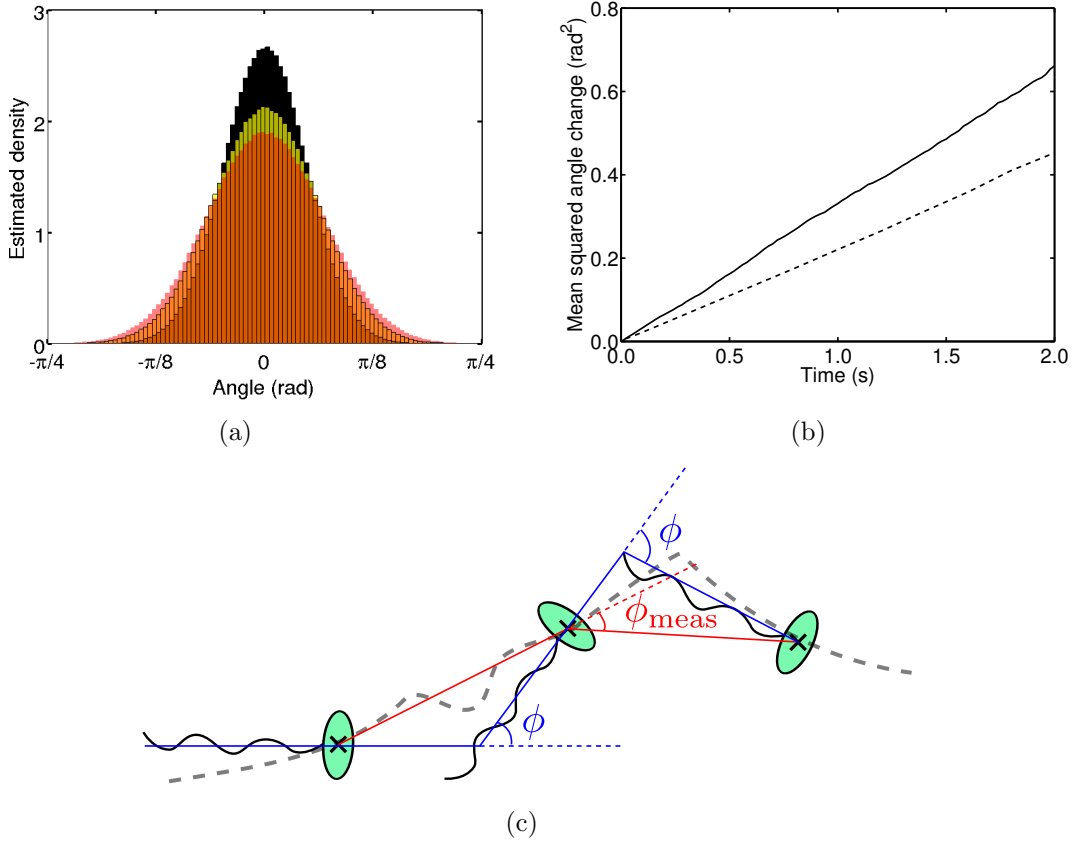 3
2
1
0
Estimated density
-π/4
-π/8
0
π/8
π/4
Angle (rad)
(a)
0.8
0.6
0.4
0.2
0.0
Mean squared angle change (rad²)
0.0
0.5
1.0
1.5
2.0
Time (s)
(b)
ϕ
ϕmeas
ϕ
(c)